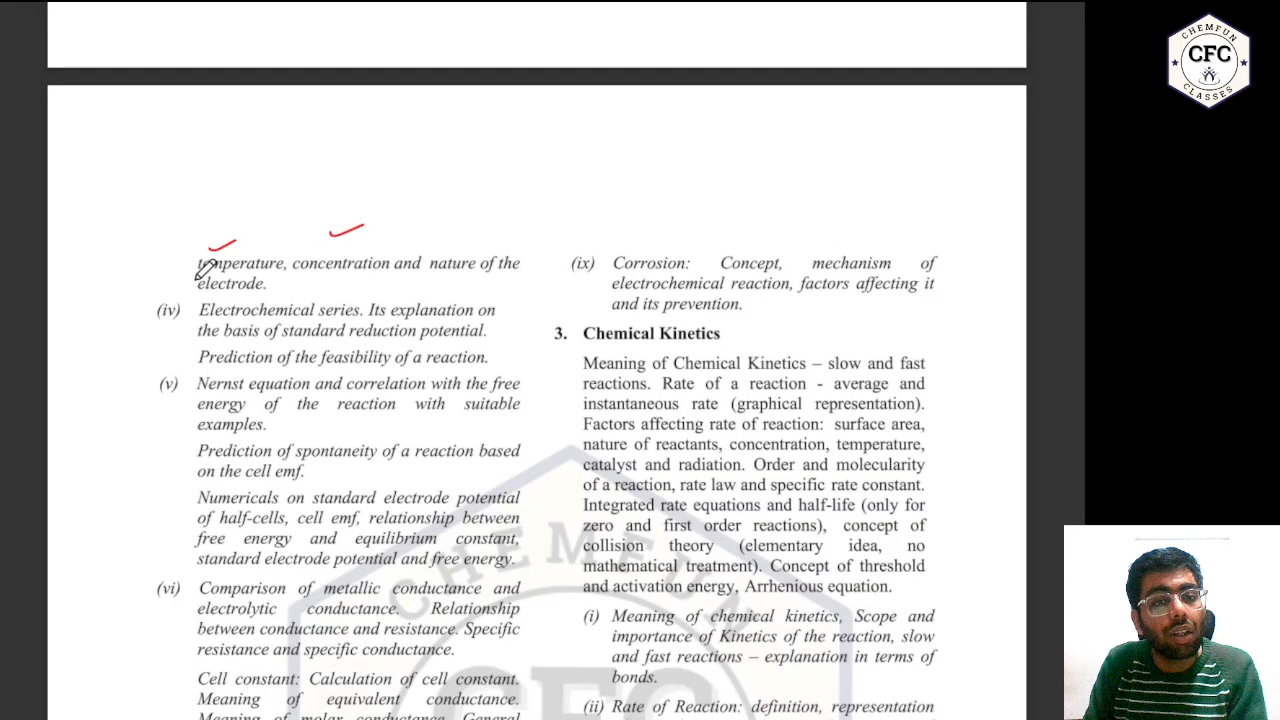 temperature, concentration and nature of the
electrode.
(iv) Electrochemical series. Its explanation on
the basis of standard reduction potential.
Prediction of the feasibility of a reaction.
(v) Nernst equation and correlation with the free
energy of the reaction with suitable
examples.
Prediction of spontaneity of a reaction based
on the cell emf.
Numericals on standard electrode potential
of half-cells, cell emf, relationship between
free energy and equilibrium constant,
standard electrode potential and free energy.
(vi) Comparison of metallic conductance and
electrolytic conductance. Relationship
between conductance and resistance. Specific
resistance and specific conductance.
Cell constant: Calculation of cell constant.
Meaning of equivalent conductance.
Meaning of molar conductance. General
(ix) Corrosion: Concept, mechanism of
electrochemical reaction, factors affecting it
and its prevention.
3. Chemical Kinetics
Meaning of Chemical Kinetics – slow and fast
reactions. Rate of a reaction - average and
instantaneous rate (graphical representation).
Factors affecting rate of reaction: surface area,
nature of reactants, concentration, temperature,
catalyst and radiation. Order and molecularity
of a reaction, rate law and specific rate constant.
Integrated rate equations and half-life (only for
zero and first order reactions), concept of
collision theory (elementary idea, no
mathematical treatment). Concept of threshold
and activation energy, Arrhenious equation.
(i) Meaning of chemical kinetics, Scope and
importance of Kinetics of the reaction, slow
and fast reactions – explanation in terms of
bonds.
(ii) Rate of Reaction: definition, representation
CHEMFUN
CFC
CHEMFUN
CFC
CLASSES